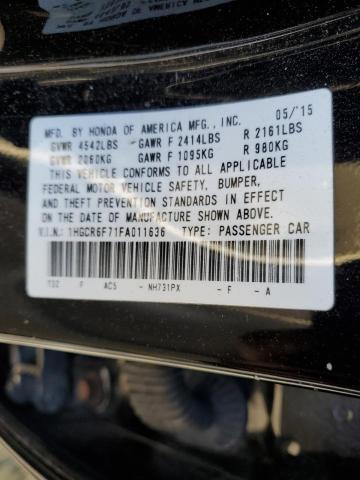 MFD. BY HONDA OF AMERICA MFG., INC. 05/'15
GVWR 4542LBS GAWR F 2414LBS R 2161LBS
GVWR 2060KG GAWR F 1095KG R 980KG
THIS VEHICLE CONFORMS TO ALL APPLICABLE
FEDERAL MOTOR VEHICLE SAFETY, BUMPER,
AND THEFT PREVENTION STANDARDS IN EFFECT ON
THE DATE OF MANUFACTURE SHOWN ABOVE.
V.I.N.: 1HGCR6F71FA011636 TYPE: PASSENGER CAR
T32 F AC5 - NH731PX - F - A